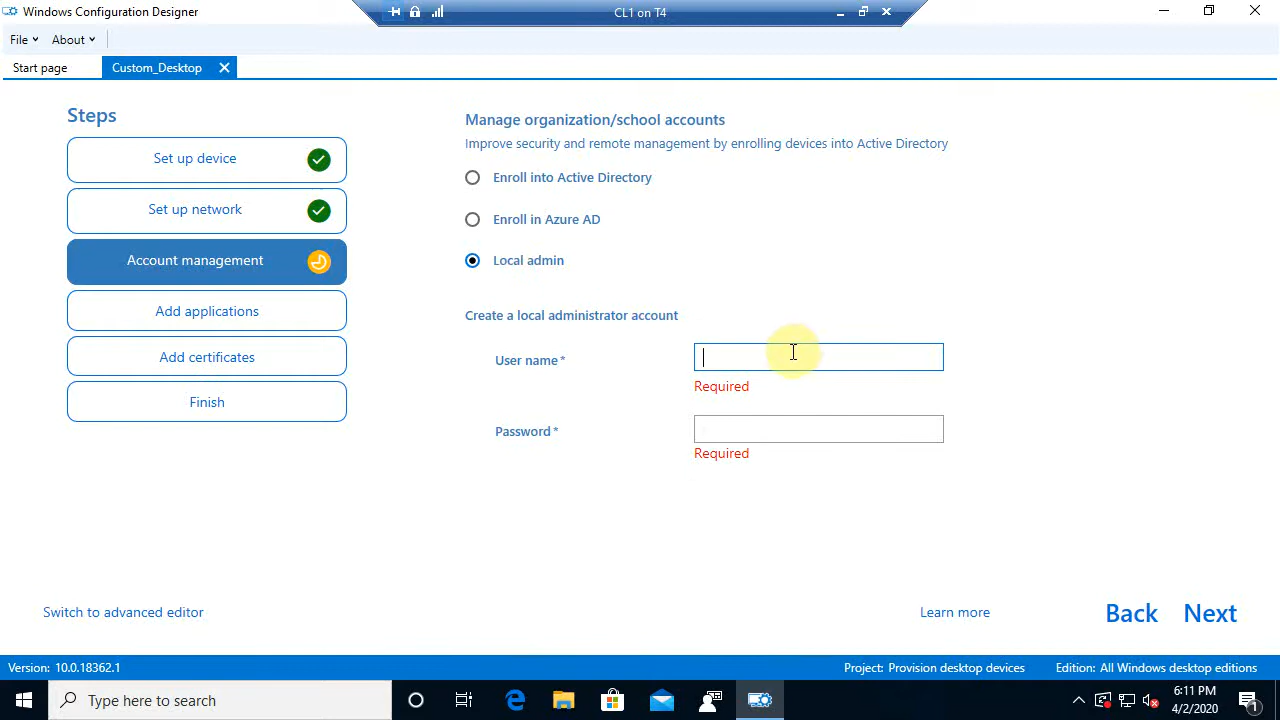 Windows Configuration Designer
CL1 on T4
File
About
Start page
Custom_Desktop
Steps
Set up device
Set up network
Account management
Add applications
Add certificates
Finish
Manage organization/school accounts
Improve security and remote management by enrolling devices into Active Directory
Enroll into Active Directory
Enroll in Azure AD
Local admin
Create a local administrator account
User name *
Required
Password *
Required
Switch to advanced editor
Learn more
Back
Next
Version: 10.0.18362.1
Project: Provision desktop devices
Edition: All Windows desktop editions
Type here to search
6:11 PM
4/2/2020
1